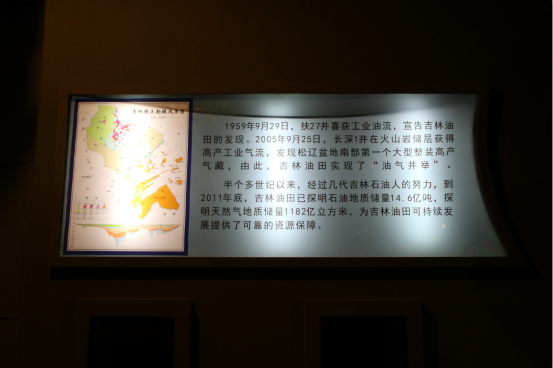 1959年9月29日，扶27井喜获工业油流，宣告吉林油
田的发现。2005年9月25日，长深1井在火山岩储层获得
高产工业气流，发现松辽盆地南部第一个大型整装高产
气藏，由此，吉林油田实现了“油气并举”．
半个多世纪以来，经过几代吉林石油人的努力，到
2011年底，吉林油田已探明石油地质储量14.6亿吨，探
明天然气地质储量1182亿立方米，为吉林油田可持续发
展提供了可靠的资源保障。